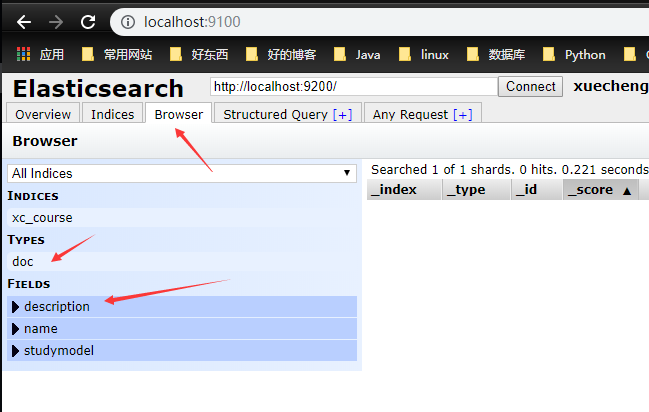 localhost:9100
应用 常用网站 好东西 好的博客 Java linux 数据库 Python
Elasticsearch http://localhost:9200/ Connect xuecheng
Overview Indices Browser Structured Query [+] Any Request [+]
Browser
All Indices
Searched 1 of 1 shards. 0 hits. 0.221 seconds
_index _type _id _score ▲
INDICES
xc_course
TYPES
doc
FIELDS
description
name
studymodel